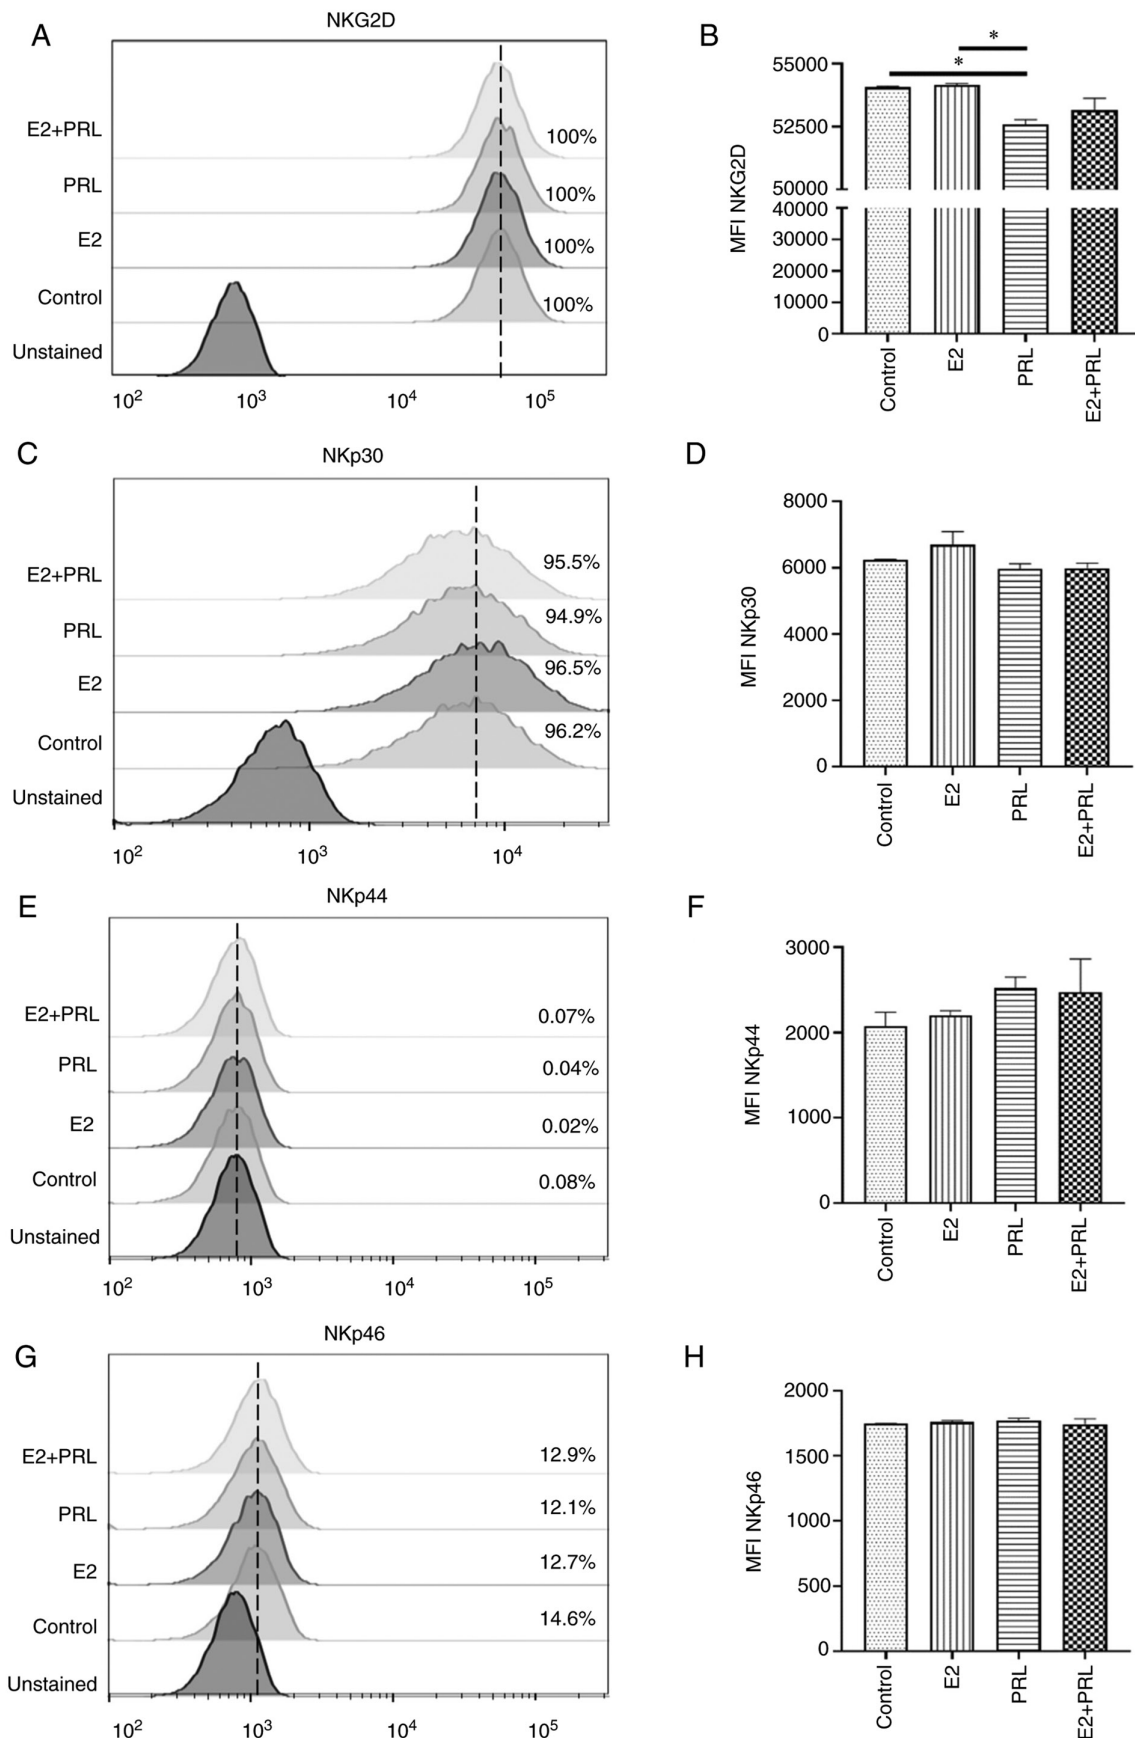 A
NKG2D
E2+PRL
100%
PRL
100%
E2
100%
Control
100%
Unstained
10²
10³
10⁴
10⁵
B
*
*
MFI NKG2D
55000
52500
50000
40000
30000
20000
10000
0
Control
E2
PRL
E2+PRL
C
NKp30
E2+PRL
95.5%
PRL
94.9%
E2
96.5%
Control
96.2%
Unstained
10²
10³
10⁴
D
MFI NKp30
8000
6000
4000
2000
0
Control
E2
PRL
E2+PRL
E
NKp44
E2+PRL
0.07%
PRL
0.04%
E2
0.02%
Control
0.08%
Unstained
10²
10³
10⁴
10⁵
F
MFI NKp44
3000
2000
1000
0
Control
E2
PRL
E2+PRL
G
NKp46
E2+PRL
12.9%
PRL
12.1%
E2
12.7%
Control
14.6%
Unstained
10²
10³
10⁴
10⁵
H
MFI NKp46
2000
1500
1000
500
0
Control
E2
PRL
E2+PRL